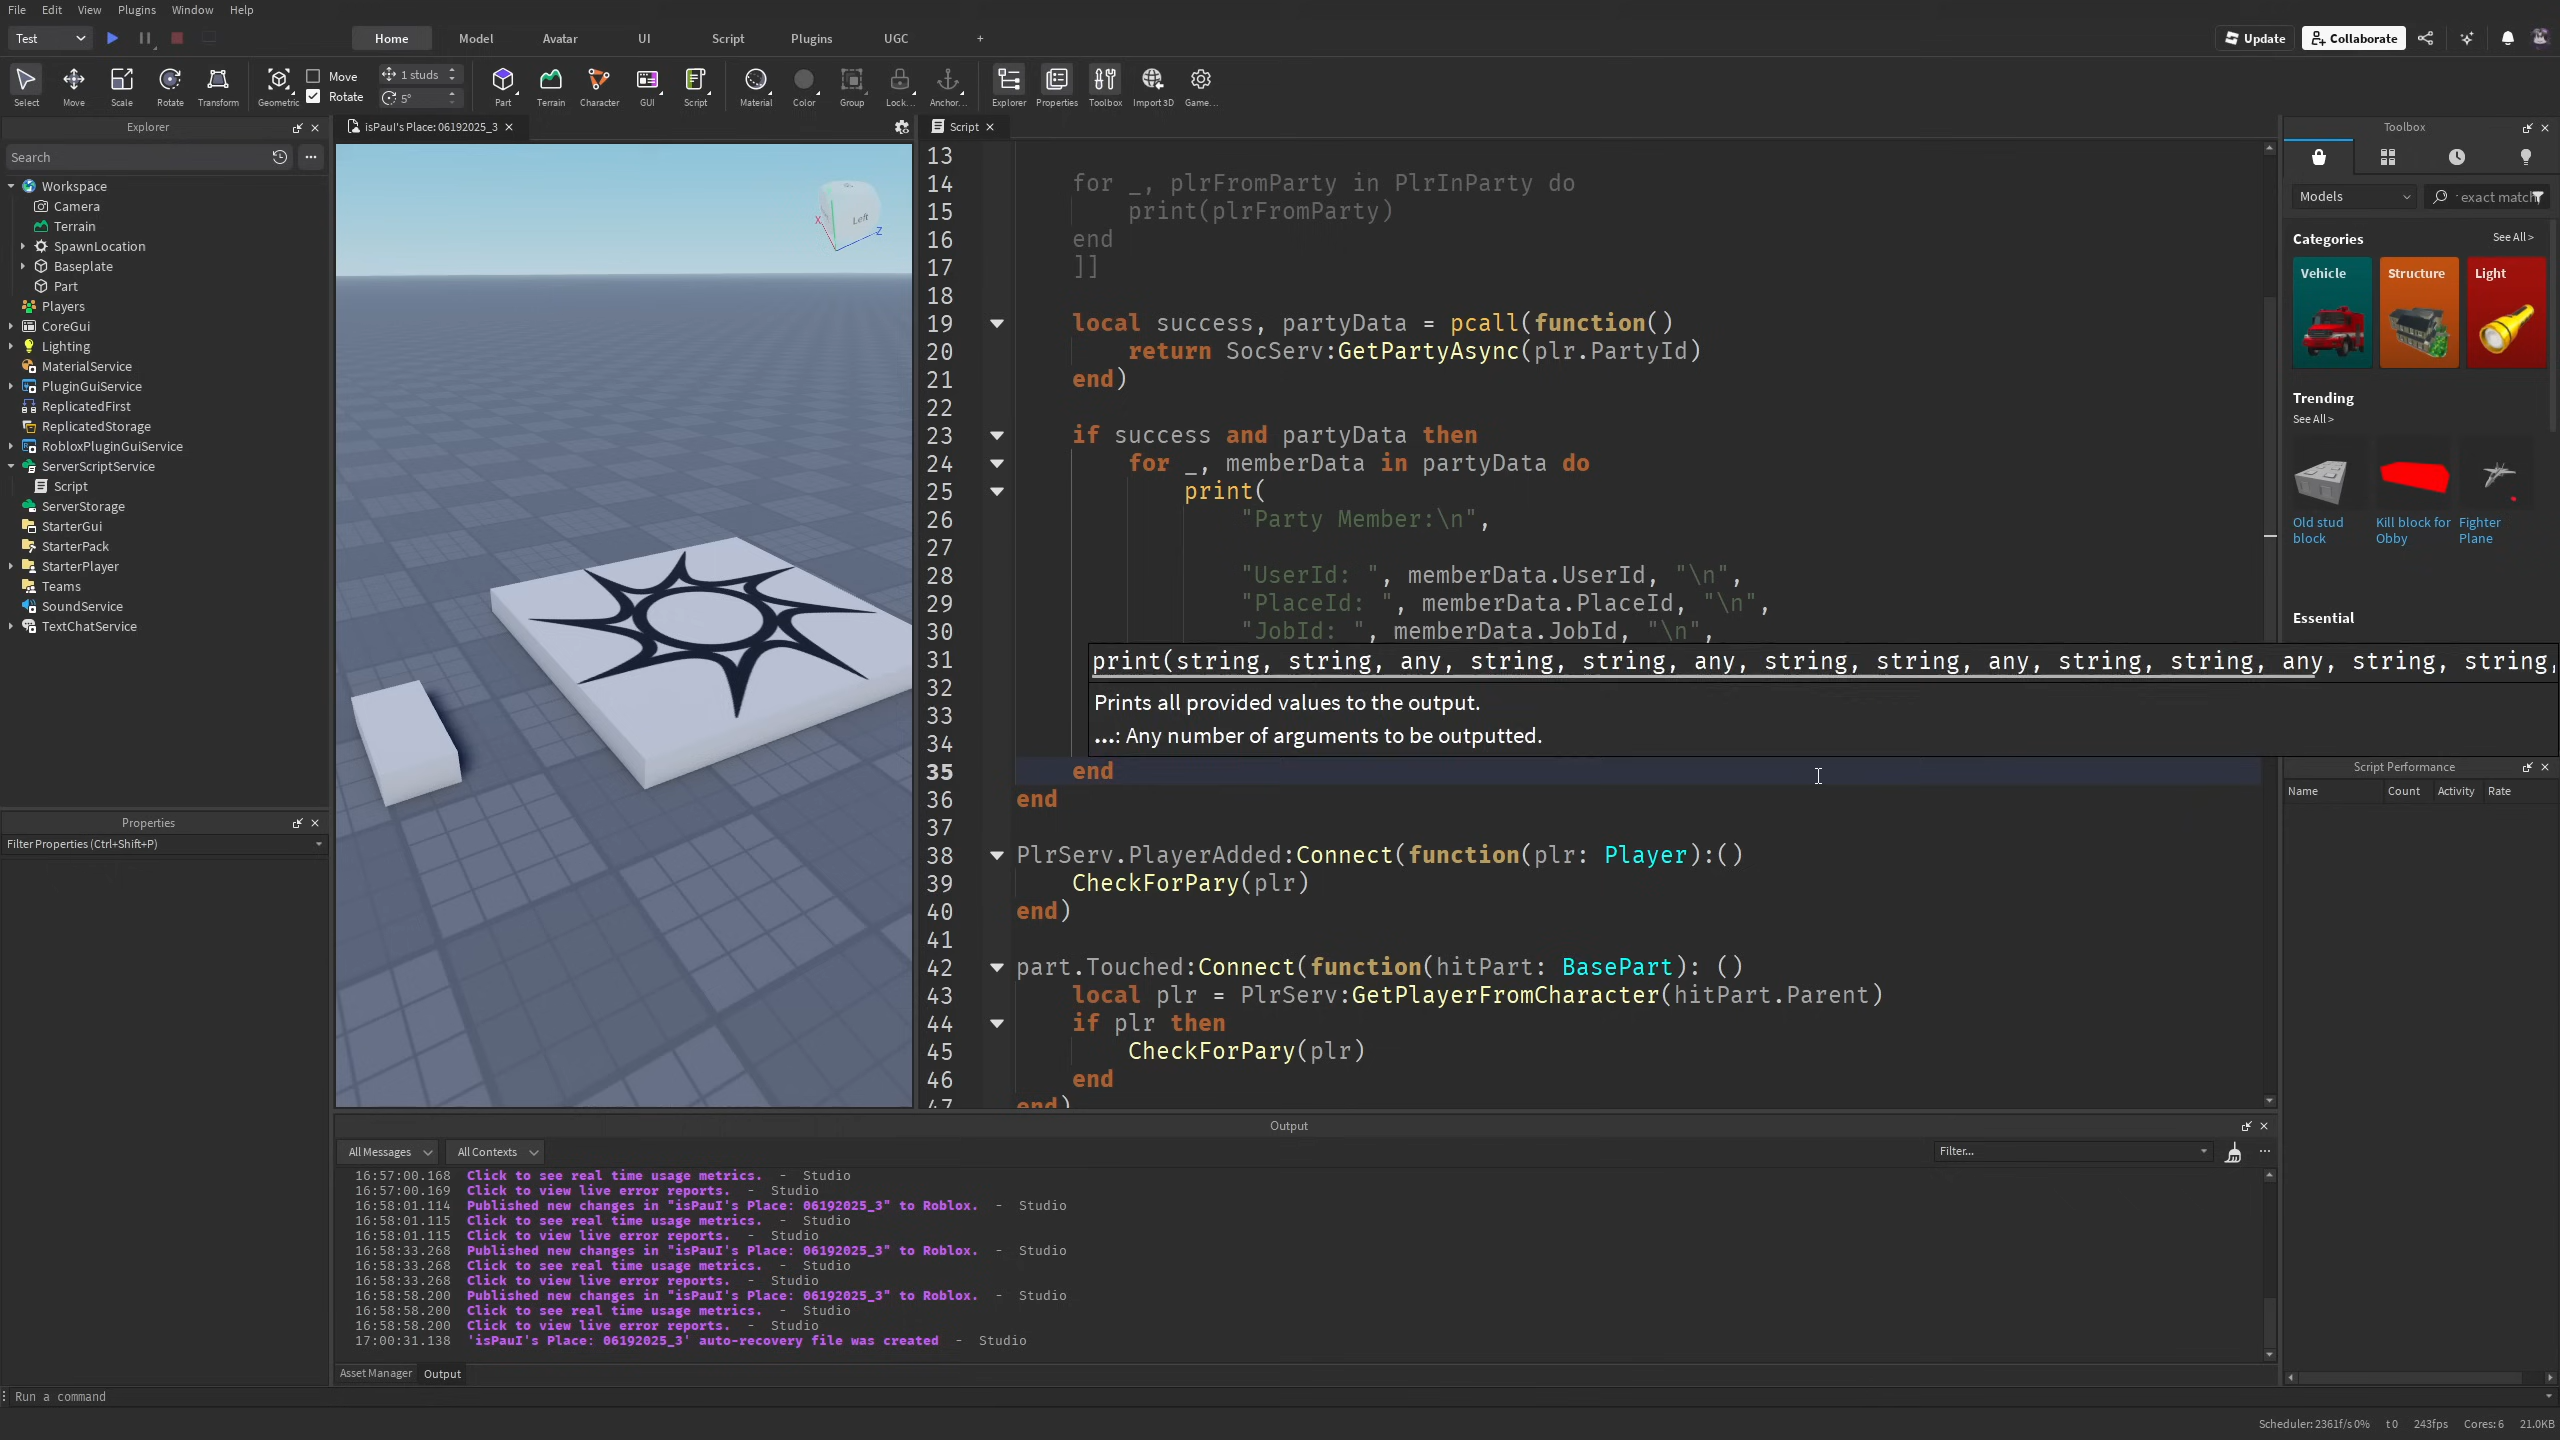 File Edit View Plugins Window Help
Test Home Model Avatar UI Script Plugins UGC + Update Collaborate
Select Move Scale Rotate Transform Geometric Move Rotate 1 studs 5° Part Terrain Character GUI Script Material Color Group Lock... Anchor... Explorer Properties Toolbox Import 3D Game...
Explorer
Search
Workspace
Camera
Terrain
SpawnLocation
Baseplate
Part
Players
CoreGui
Lighting
MaterialService
PluginGuiService
ReplicatedFirst
ReplicatedStorage
RobloxPluginGuiService
ServerScriptService
Script
ServerStorage
StarterGui
StarterPack
StarterPlayer
Teams
SoundService
TextChatService
Properties
Filter Properties (Ctrl+Shift+P)
isPauI's Place: 06192025_3
X Left Z
Script
13
14 for _, plrFromParty in PlrInParty do
15 print(plrFromParty)
16 end
17 ]]
18
19 local success, partyData = pcall(function()
20 return SocServ:GetPartyAsync(plr.PartyId)
21 end)
22
23 if success and partyData then
24 for _, memberData in partyData do
25 print(
26 "Party Member:\n",
27
28 "UserId: ", memberData.UserId, "\n",
29 "PlaceId: ", memberData.PlaceId, "\n",
30 "JobId: ", memberData.JobId, "\n",
31 print(string, string, any, string, string, any, string, string, any, string, string, any, string, string,
32 Prints all provided values to the output.
33 ...: Any number of arguments to be outputted.
34
35 end
36 end
37
38 PlrServ.PlayerAdded:Connect(function(plr: Player):()
39 CheckForPary(plr)
40 end)
41
42 part.Touched:Connect(function(hitPart: BasePart): ()
43 local plr = PlrServ:GetPlayerFromCharacter(hitPart.Parent)
44 if plr then
45 CheckForPary(plr)
46 end
47 end)
Toolbox
Models exact match
Categories See All >
Vehicle Structure Light
Trending
See All >
Old stud block
Kill block for Obby
Fighter Plane
Essential
Script Performance
Name Count Activity Rate
Output
All Messages All Contexts Filter...
16:57:00.168 Click to see real time usage metrics. - Studio
16:57:00.169 Click to view live error reports. - Studio
16:58:01.114 Published new changes in "isPauI's Place: 06192025_3" to Roblox. - Studio
16:58:01.115 Click to see real time usage metrics. - Studio
16:58:01.115 Click to view live error reports. - Studio
16:58:33.268 Published new changes in "isPauI's Place: 06192025_3" to Roblox. - Studio
16:58:33.268 Click to see real time usage metrics. - Studio
16:58:33.268 Click to view live error reports. - Studio
16:58:58.200 Published new changes in "isPauI's Place: 06192025_3" to Roblox. - Studio
16:58:58.200 Click to see real time usage metrics. - Studio
16:58:58.200 Click to view live error reports. - Studio
17:00:31.138 'isPauI's Place: 06192025_3' auto-recovery file was created - Studio
Asset Manager Output
Run a command
Scheduler: 2361f/s 0% t 0 243fps Cores: 6 21.0KB